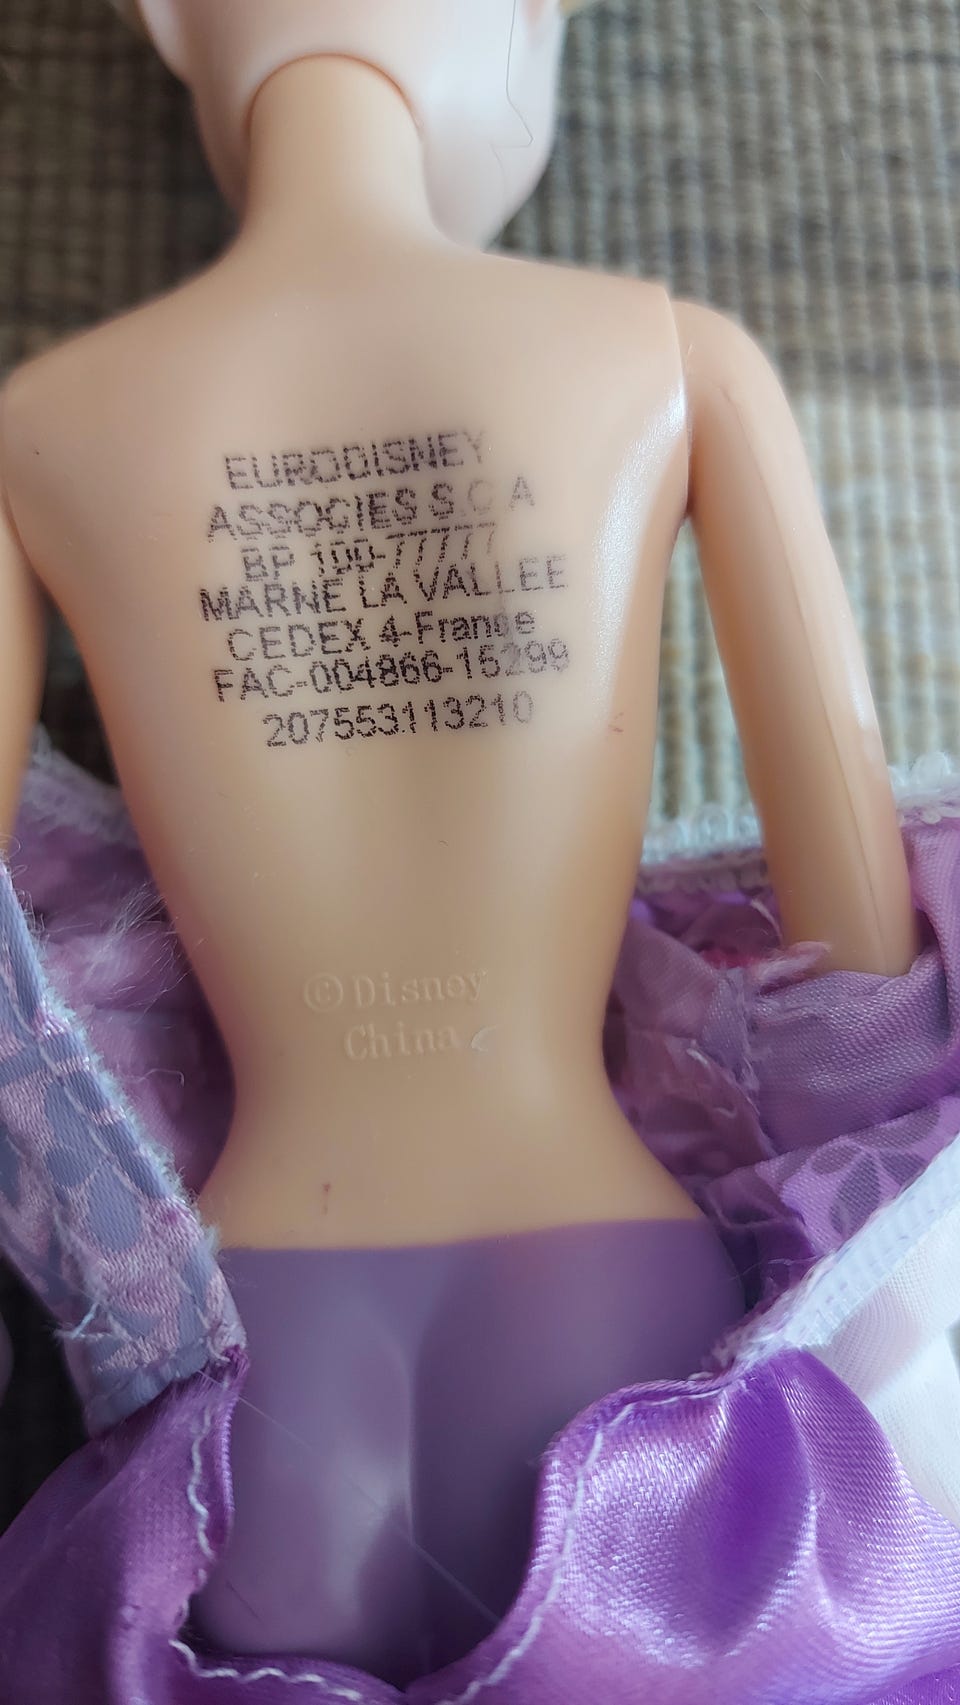 EURODISNEY
ASSOCIES S.C A
BP 100-77777
MARNE LA VALLEE
CEDEX 4-France
FAC-004866-15299
207553113210
©Disney
China